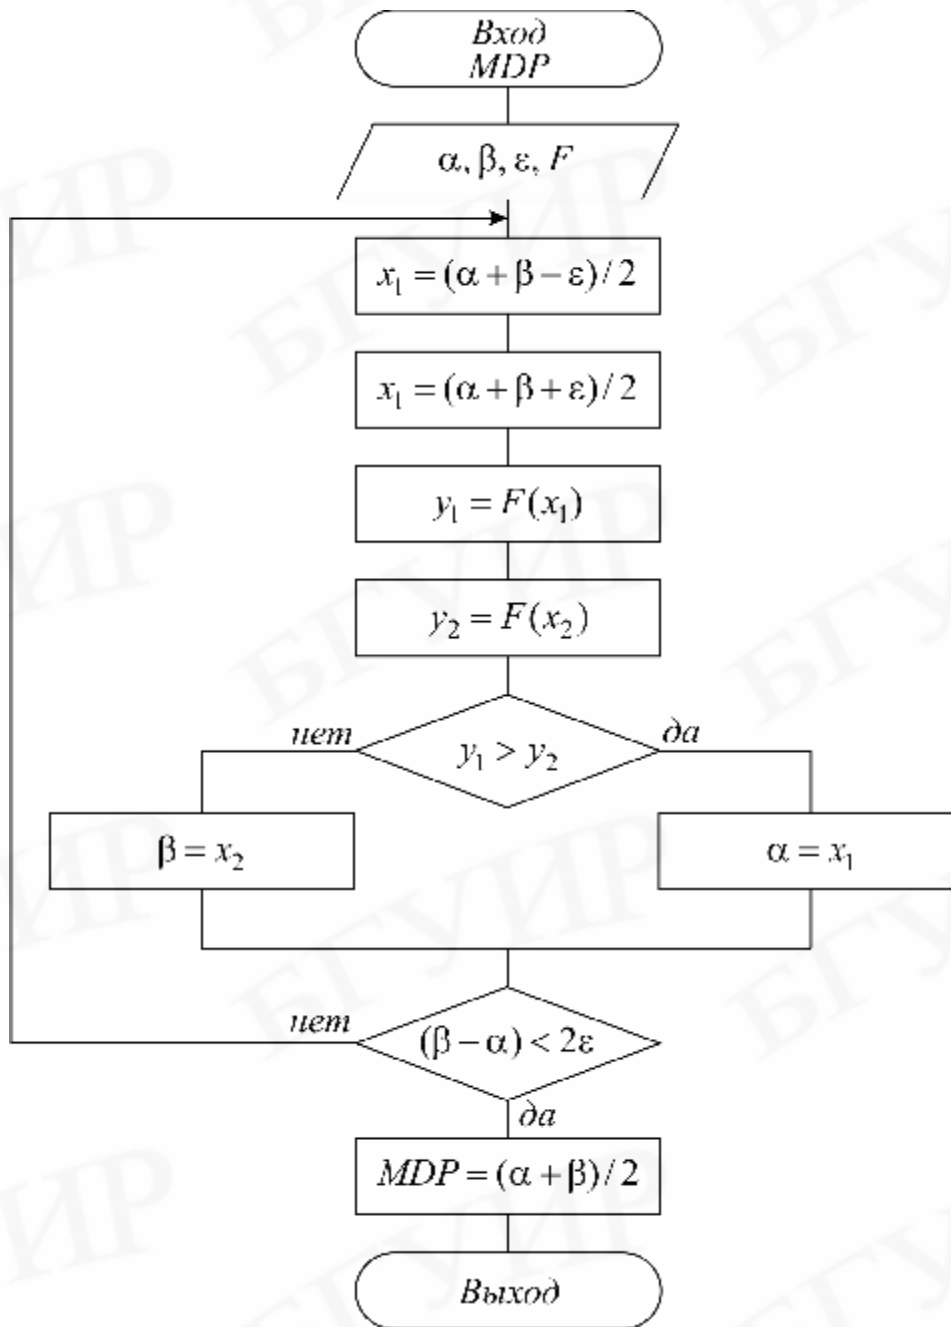 Вход
MDP
α, β, ε, F
x₁ = (α + β − ε)/2
x₁ = (α + β + ε)/2
y₁ = F(x₁)
y₂ = F(x₂)
нет
y₁ > y₂
да
β = x₂
α = x₁
нет
(β − α) < 2ε
да
MDP = (α + β)/2
Выход
БГУИР